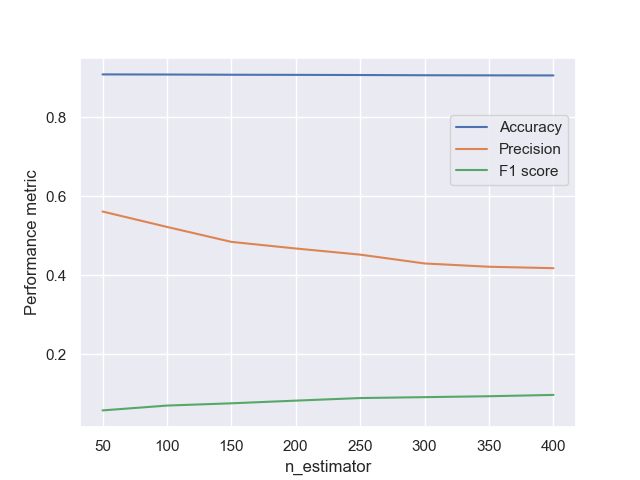 0.8
0.6
0.4
0.2
Performance metric
Accuracy
Precision
F1 score
50 100 150 200 250 300 350 400
n_estimator